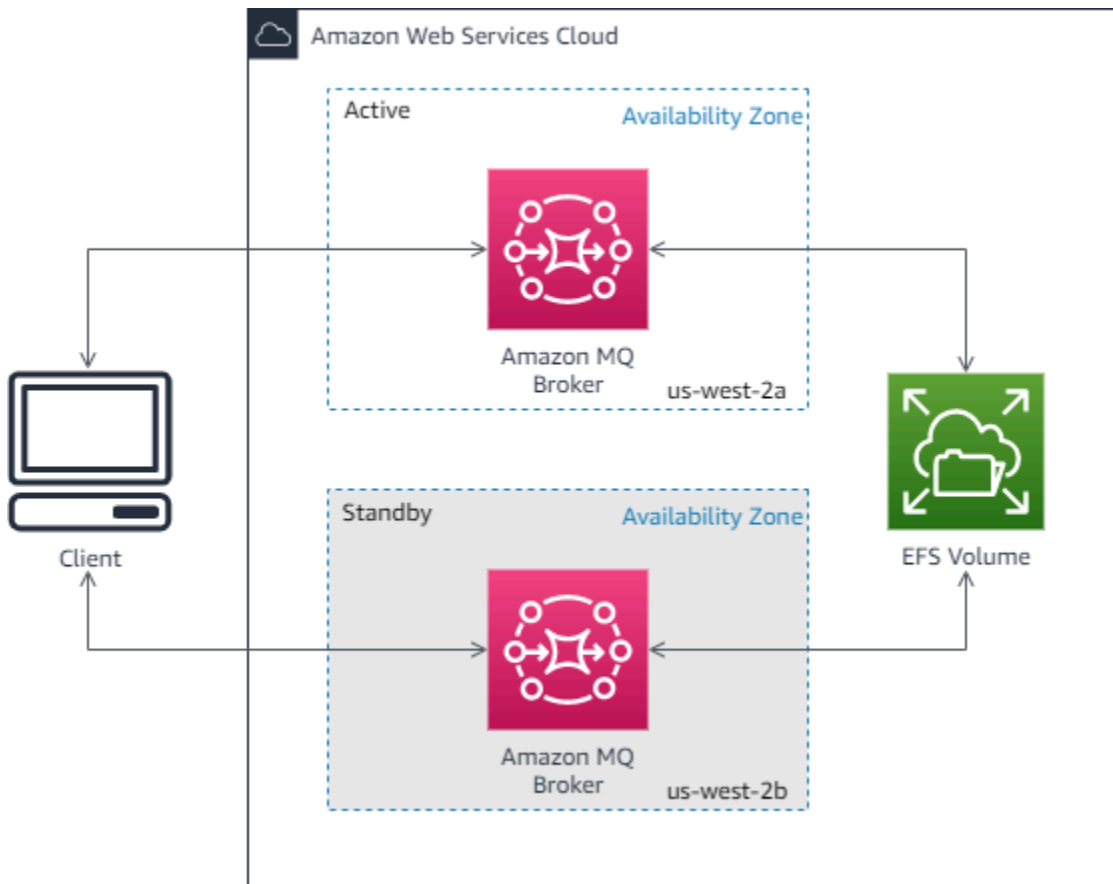 Amazon Web Services Cloud
Active
Availability Zone
Amazon MQ
Broker
us-west-2a
Client
EFS Volume
Standby
Availability Zone
Amazon MQ
Broker
us-west-2b